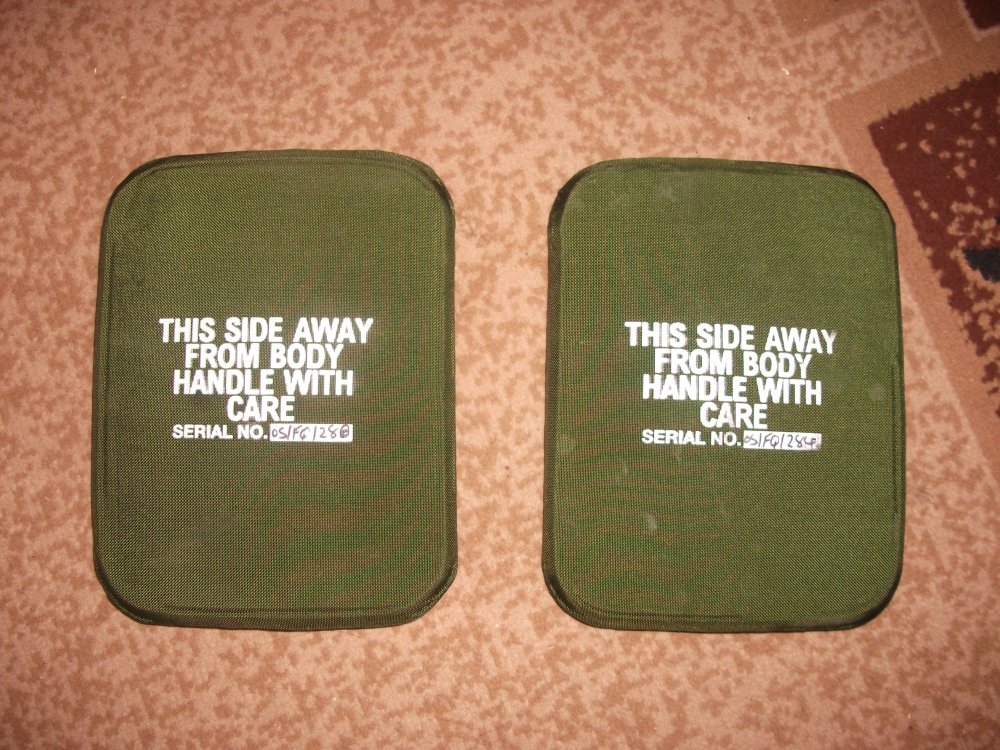 THIS SIDE AWAY
FROM BODY
HANDLE WITH
CARE
SERIAL NO.
THIS SIDE AWAY
FROM BODY
HANDLE WITH
CARE
SERIAL NO.